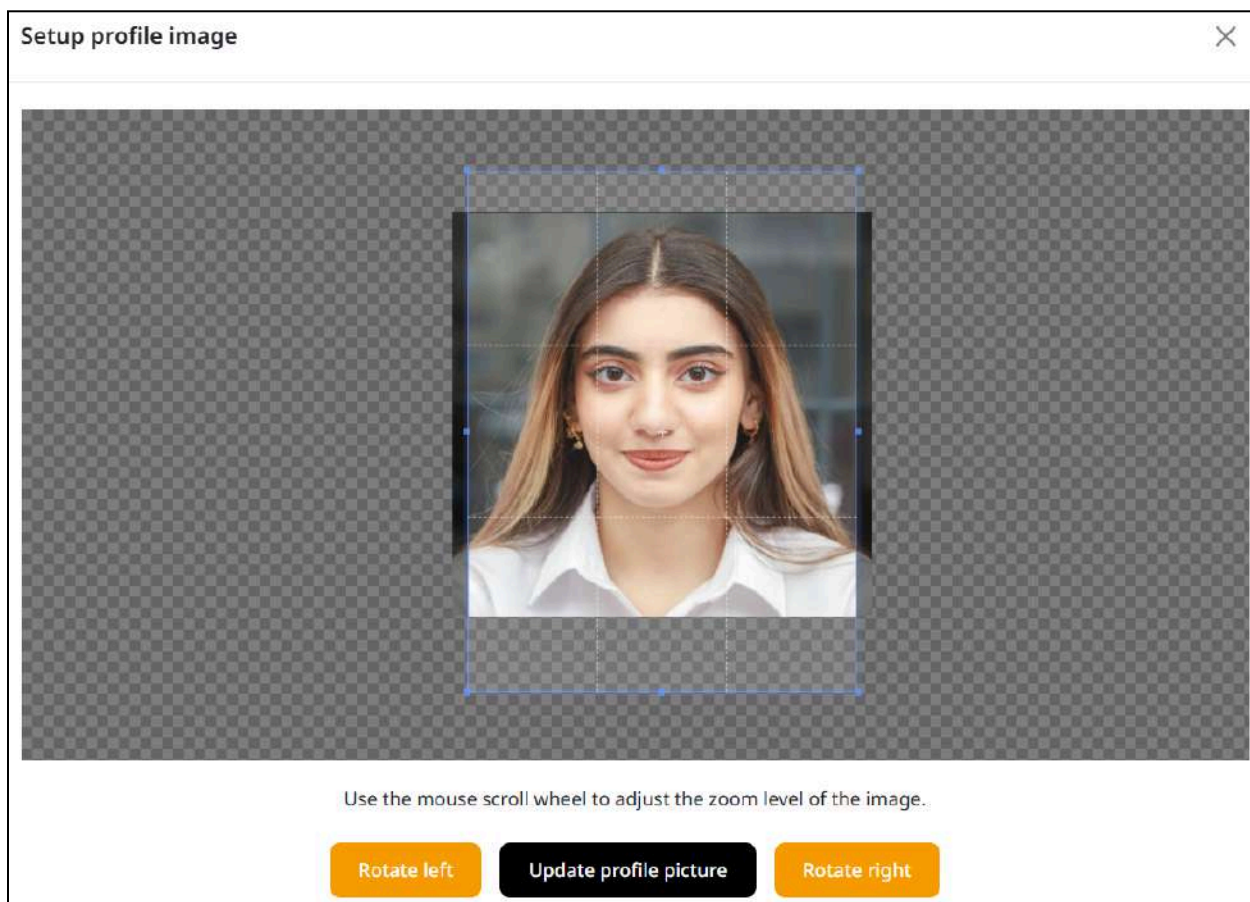 Setup profile image
Use the mouse scroll wheel to adjust the zoom level of the image.
Rotate left
Update profile picture
Rotate right